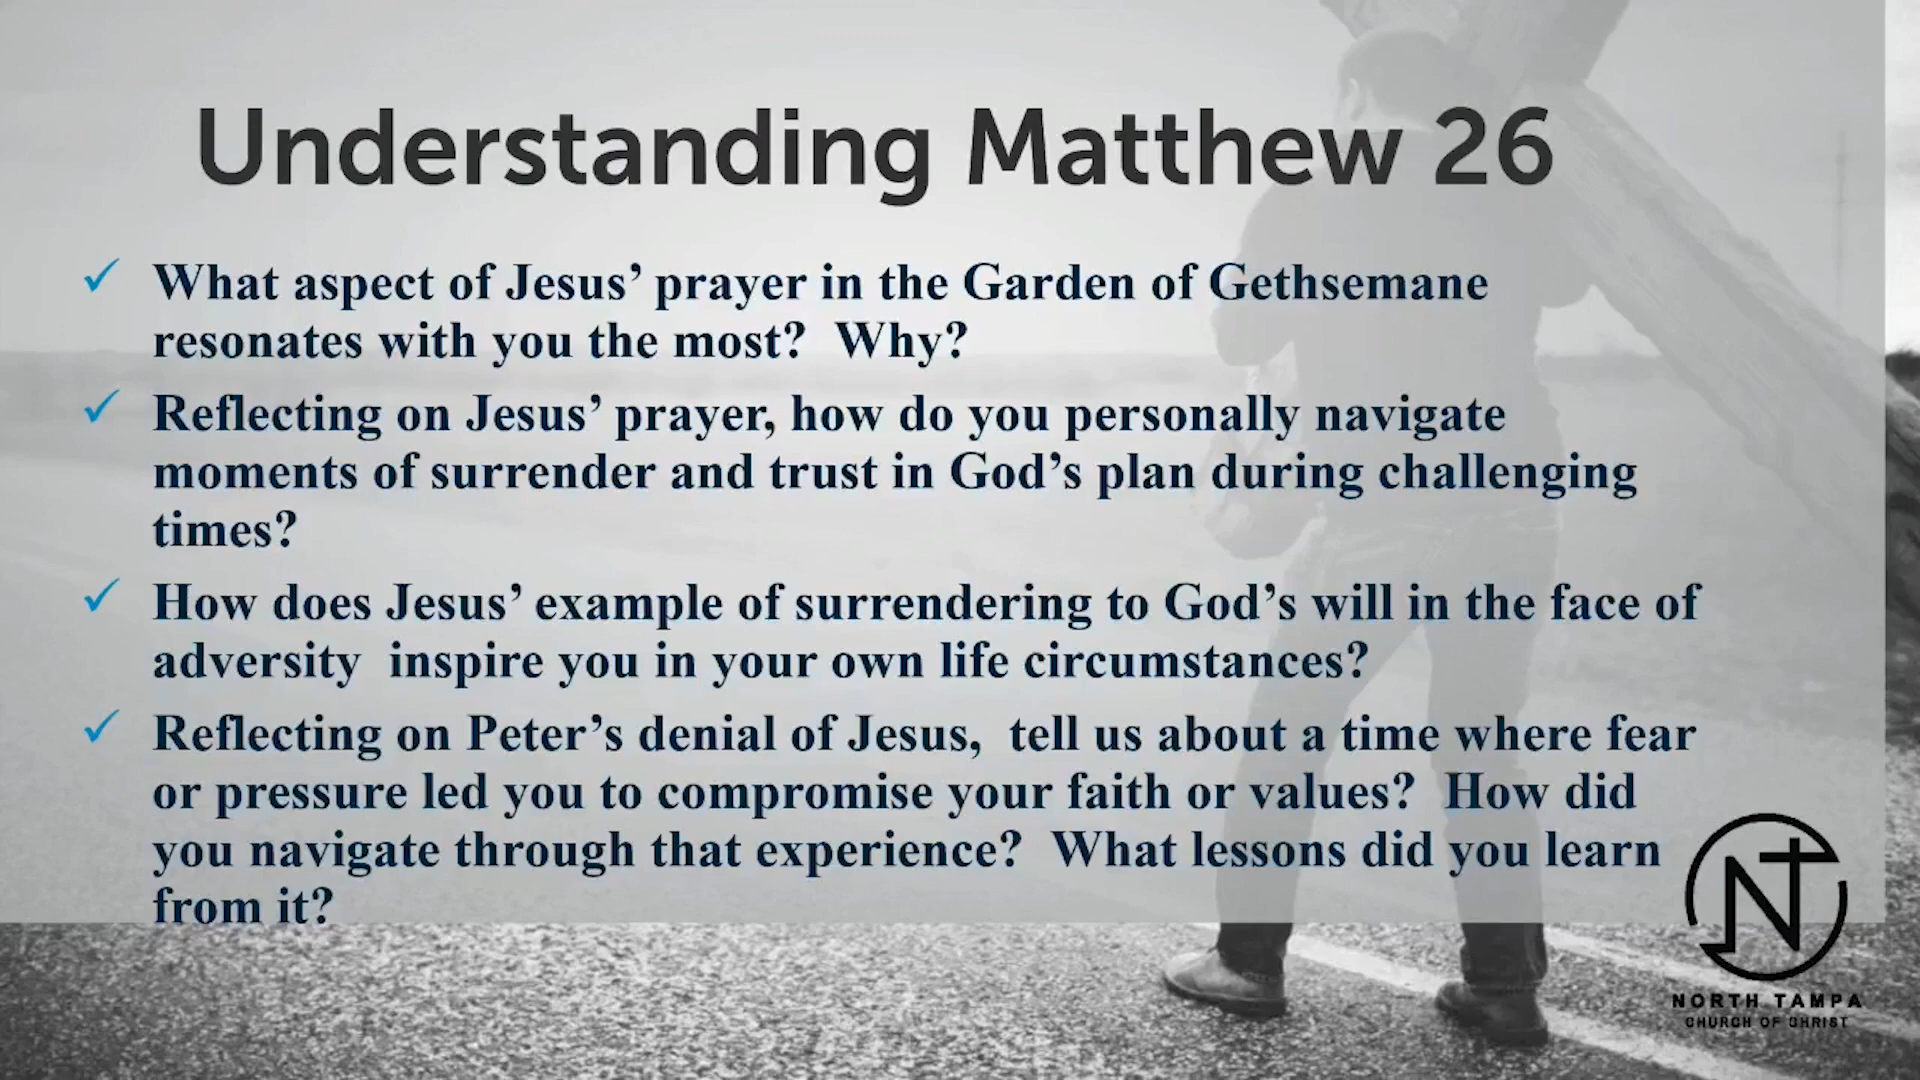 Understanding Matthew 26
✓ What aspect of Jesus’ prayer in the Garden of Gethsemane
resonates with you the most?  Why?
✓ Reflecting on Jesus’ prayer, how do you personally navigate
moments of surrender and trust in God’s plan during challenging
times?
✓ How does Jesus’ example of surrendering to God’s will in the face of
adversity  inspire you in your own life circumstances?
✓ Reflecting on Peter’s denial of Jesus,  tell us about a time where fear
or pressure led you to compromise your faith or values?  How did
you navigate through that experience?  What lessons did you learn
from it?
NT
NORTH TAMPA
CHURCH OF CHRIST